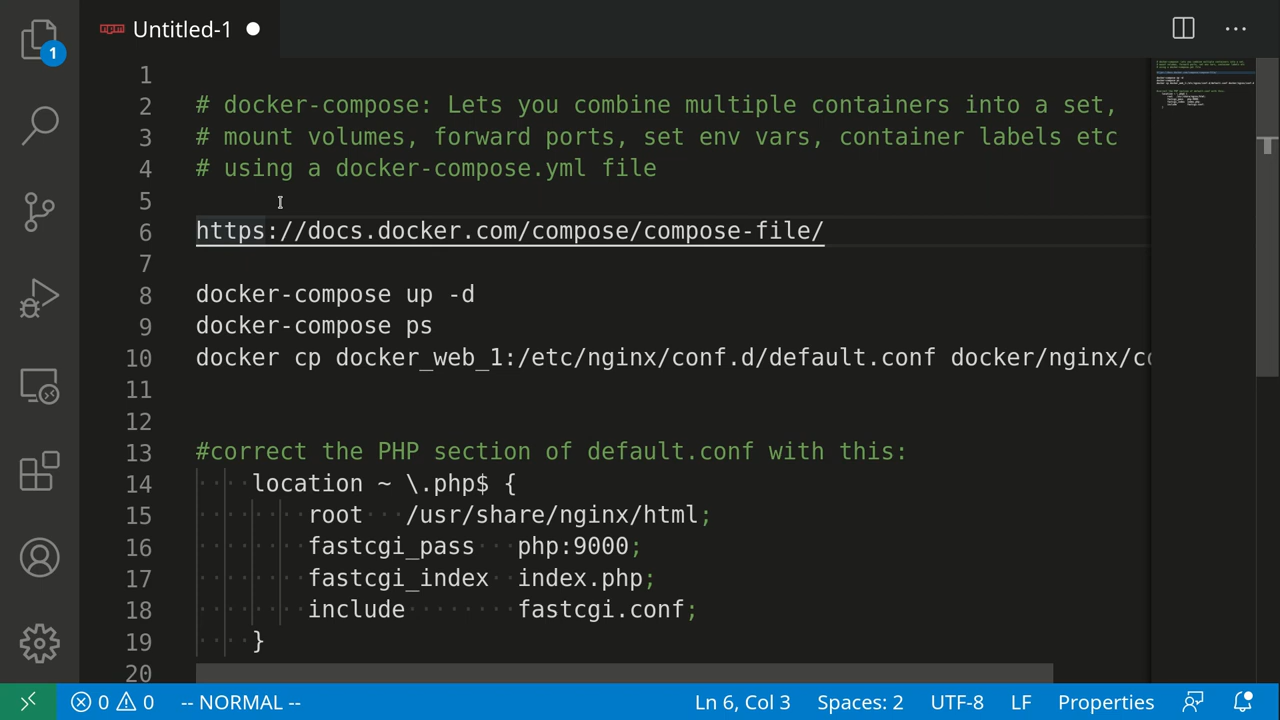 Untitled-1
1
1
2 # docker-compose: Lets you combine multiple containers into a set,
3 # mount volumes, forward ports, set env vars, container labels etc
4 # using a docker-compose.yml file
5
6 https://docs.docker.com/compose/compose-file/
7
8 docker-compose up -d
9 docker-compose ps
10 docker cp docker_web_1:/etc/nginx/conf.d/default.conf docker/nginx/co
11
12
13 #correct the PHP section of default.conf with this:
14 location ~ \.php$ {
15 root /usr/share/nginx/html;
16 fastcgi_pass php:9000;
17 fastcgi_index index.php;
18 include fastcgi.conf;
19 }
20
0 0 -- NORMAL -- Ln 6, Col 3 Spaces: 2 UTF-8 LF Properties